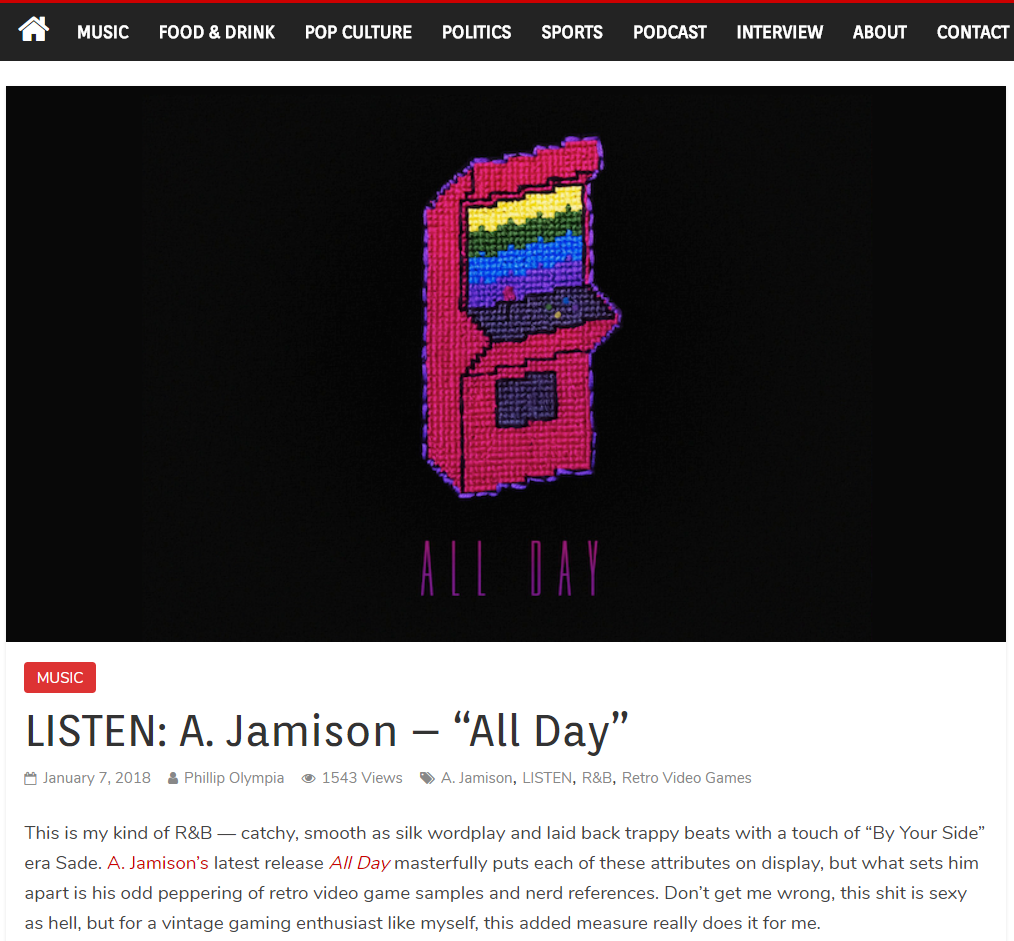 MUSIC FOOD & DRINK POP CULTURE POLITICS SPORTS PODCAST INTERVIEW ABOUT CONTACT
ALL DAY
MUSIC
LISTEN: A. Jamison – “All Day”
January 7, 2018 Phillip Olympia 1543 Views A. Jamison, LISTEN, R&B, Retro Video Games
This is my kind of R&B — catchy, smooth as silk wordplay and laid back trappy beats with a touch of “By Your Side”
era Sade. A. Jamison’s latest release All Day masterfully puts each of these attributes on display, but what sets him
apart is his odd peppering of retro video game samples and nerd references. Don’t get me wrong, this shit is sexy
as hell, but for a vintage gaming enthusiast like myself, this added measure really does it for me.